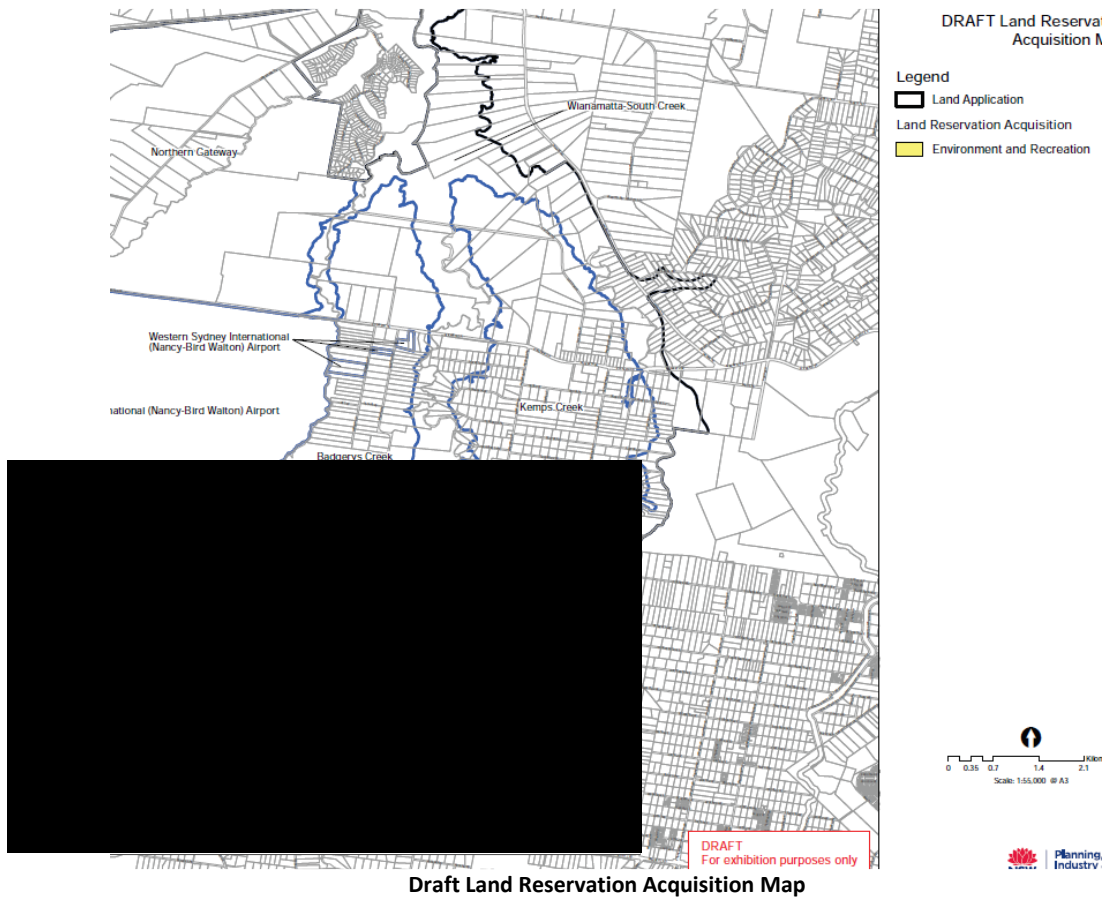 DRAFT Land Reservat
Acquisition M
Legend
Land Application
Land Reservation Acquisition
Environment and Recreation
Wianamatta-South Creek
Northern Gateway
Western Sydney International
(Nancy-Bird Walton) Airport
national (Nancy-Bird Walton) Airport
Kemps Creek
Badgerys Creek
0 0.35 0.7 1.4 2.1
Kilom
Scale: 1:55,000 @ A3
DRAFT
For exhibition purposes only
NSW
Planning,
Industry
Draft Land Reservation Acquisition Map